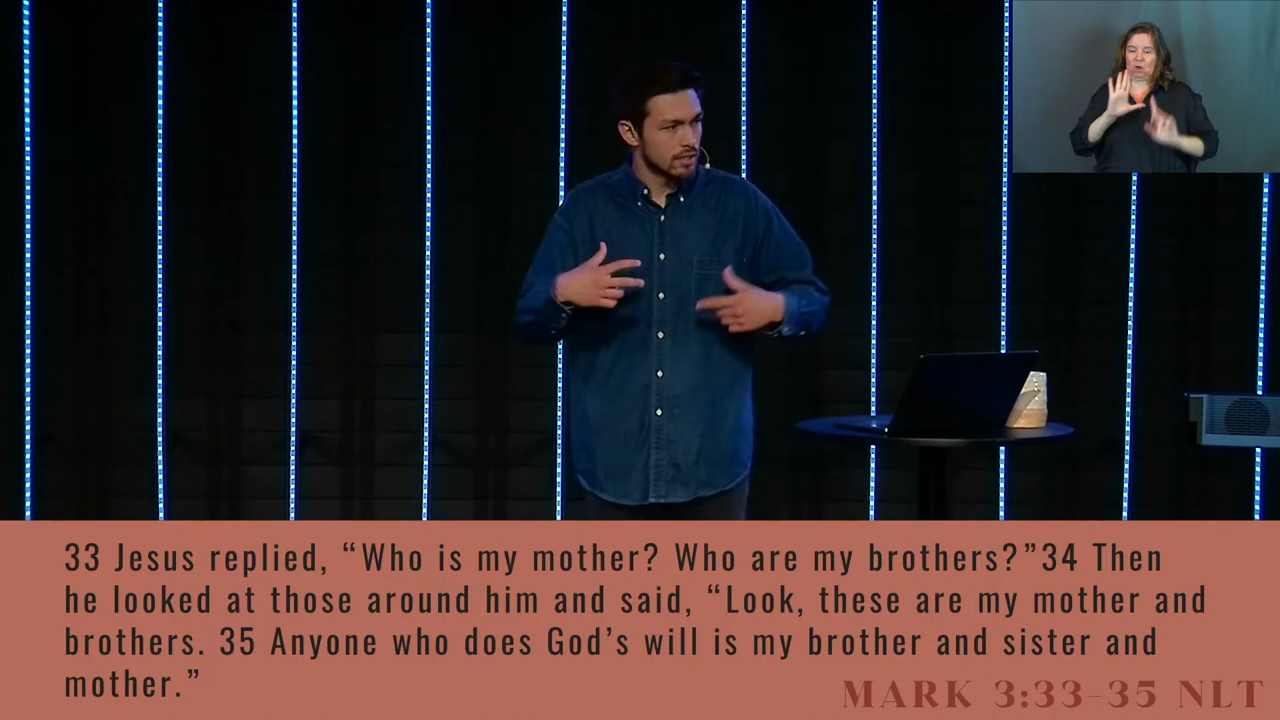 33 Jesus replied, “Who is my mother? Who are my brothers?”34 Then
he looked at those around him and said, “Look, these are my mother and
brothers. 35 Anyone who does God’s will is my brother and sister and
mother.”
MARK 3:33-35 NLT